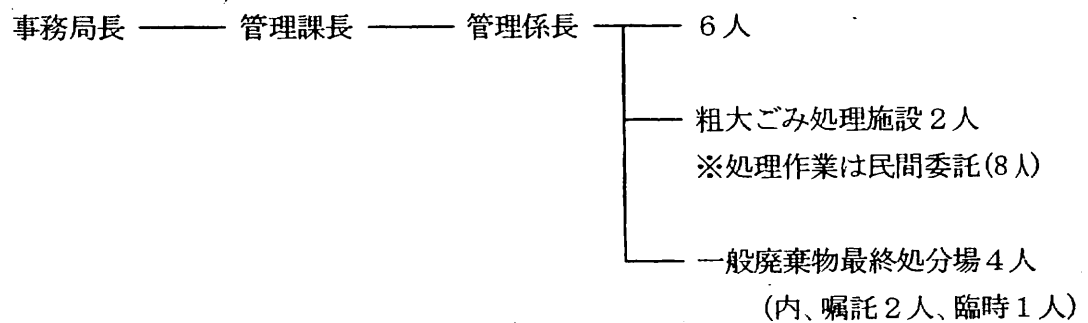 事務局長 管理課長 管理係長 6人
粗大ごみ処理施設2人
※処理作業は民間委託(8人)
一般廃棄物最終処分場4人
(内、嘱託2人、臨時1人)